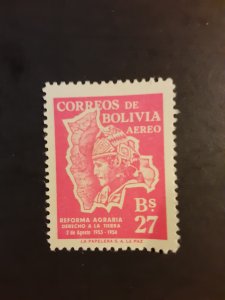 CORREOS DE
BOLIVIA
AEREO
Bs
27
REFORMA AGRARIA
DERECHO A LA TIERRA
2 de Agosto 1953 - 1954
LA PAPELERA S. A. LA PAZ